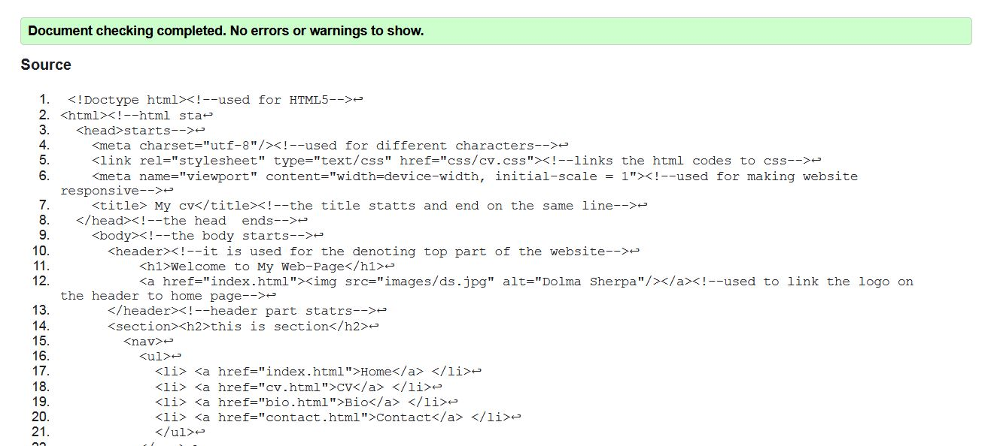 Document checking completed. No errors or warnings to show.
Source
1. <!Doctype html><!--used for HTML5-->↩
2. <html><!--html sta↩
3. <head>starts-->↩
4. <meta charset="utf-8"/><!--used for different characters-->↩
5. <link rel="stylesheet" type="text/css" href="css/cv.css"><!--links the html codes to css-->↩
6. <meta name="viewport" content="width=device-width, initial-scale = 1"><!--used for making website
responsive-->↩
7. <title> My cv</title><!--the title statts and end on the same line-->↩
8. </head><!--the head  ends-->↩
9. <body><!--the body starts-->↩
10. <header><!--it is used for the denoting top part of the website-->↩
11. <h1>Welcome to My Web-Page</h1>↩
12. <a href="index.html"><img src="images/ds.jpg" alt="Dolma Sherpa"/></a><!--used to link the logo on
the header to home page-->↩
13. </header><!--header part statrs-->↩
14. <section><h2>this is section</h2>↩
15. <nav>↩
16. <ul>↩
17. <li> <a href="index.html">Home</a> </li>↩
18. <li> <a href="cv.html">CV</a> </li>↩
19. <li> <a href="bio.html">Bio</a> </li>↩
20. <li> <a href="contact.html">Contact</a> </li>↩
21. </ul>↩